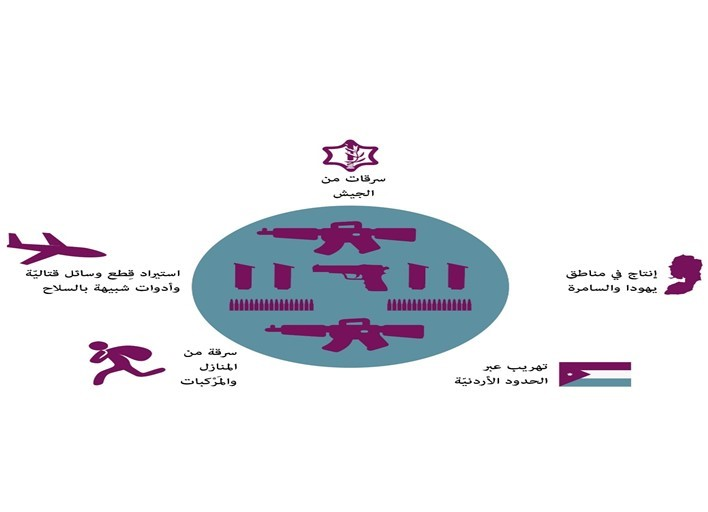 سرقات من
الجيش
إنتاج في مناطق
يهودا والسامرة
استيراد قِطع وسائل قتاليّة
وأدوات شبيهة بالسلاح
تهريب عبر
الحدود الأردنيّة
سرقة من
المنازل
والمَرْكبات